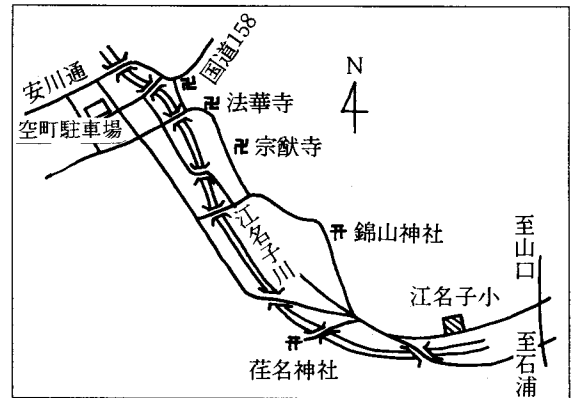 安川通
国道158
N
法華寺
空町駐車場
宗猷寺
江名子川
錦山神社
至山口
江名子小
荏名神社
至石浦